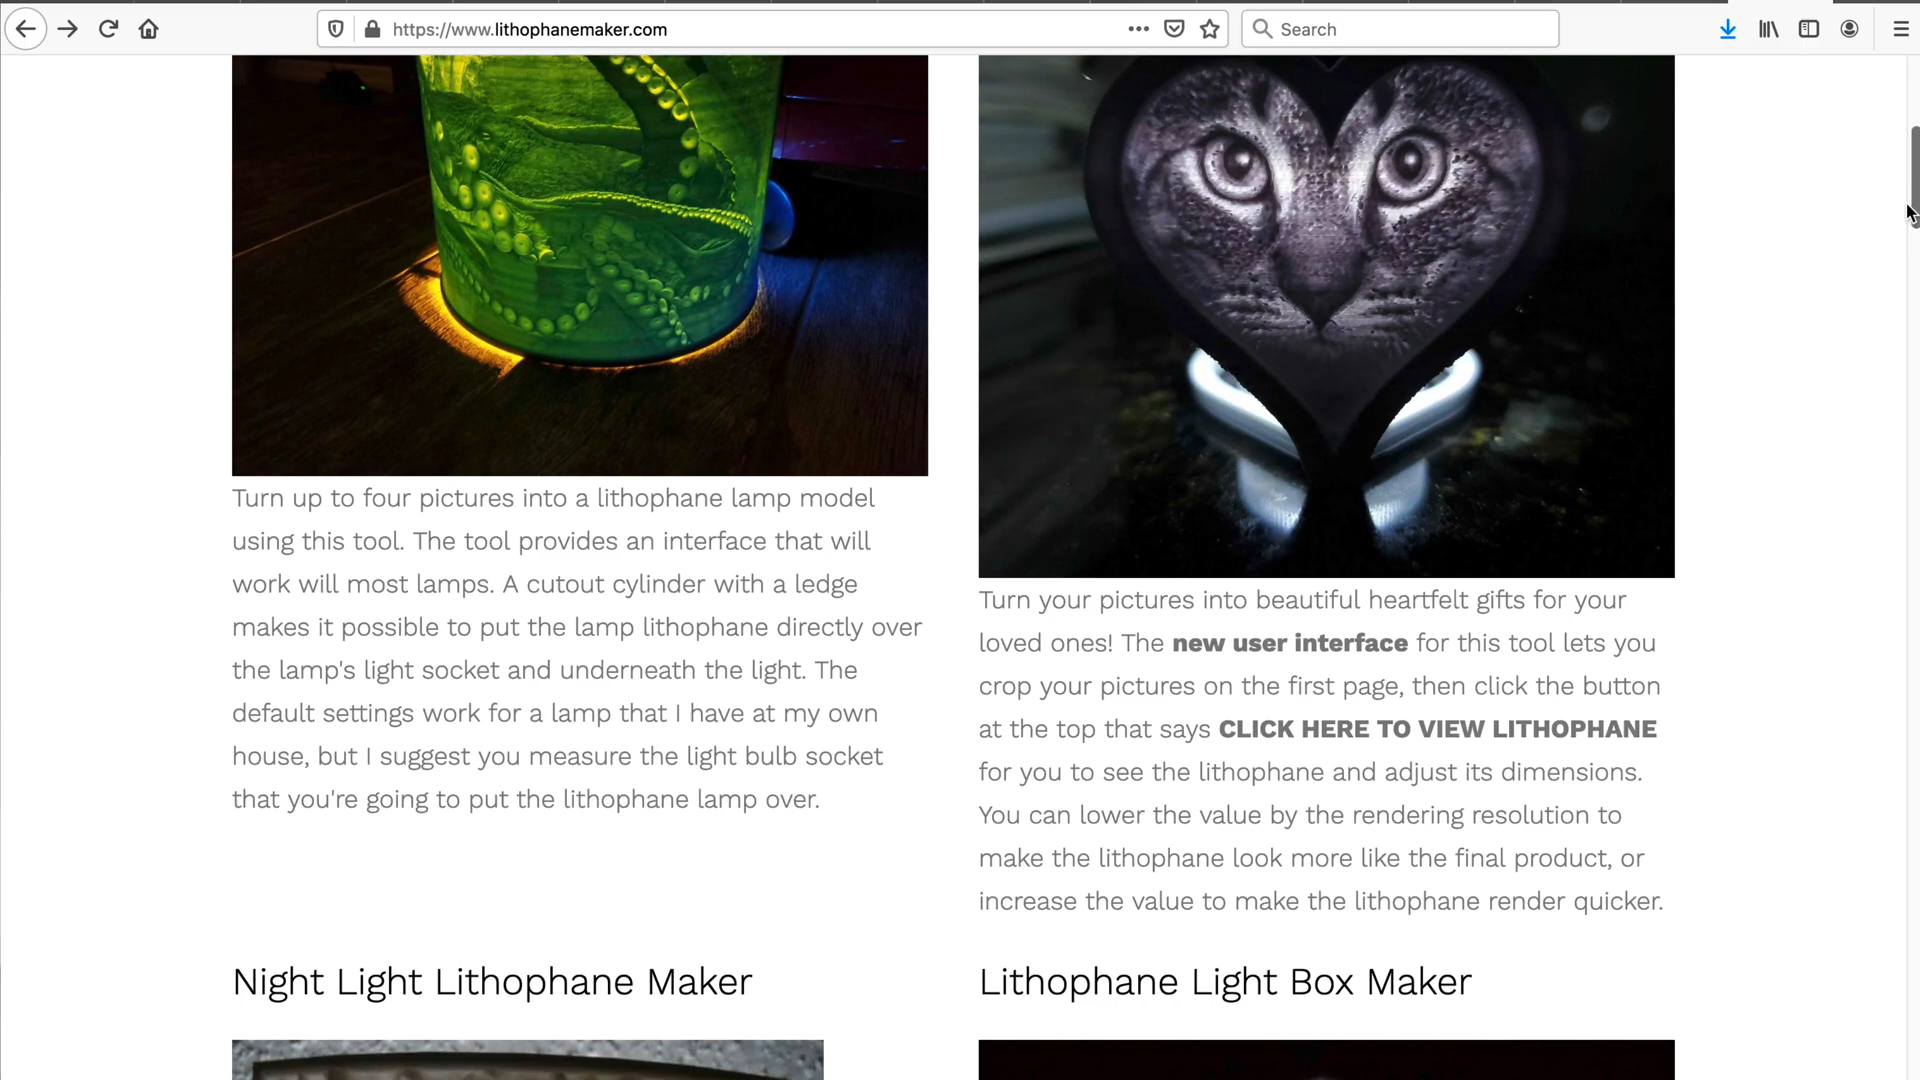 https://www.lithophanemaker.com
Search
Turn up to four pictures into a lithophane lamp model
using this tool. The tool provides an interface that will
work will most lamps. A cutout cylinder with a ledge
makes it possible to put the lamp lithophane directly over
the lamp's light socket and underneath the light. The
default settings work for a lamp that I have at my own
house, but I suggest you measure the light bulb socket
that you're going to put the lithophane lamp over.
Turn your pictures into beautiful heartfelt gifts for your
loved ones! The new user interface for this tool lets you
crop your pictures on the first page, then click the button
at the top that says CLICK HERE TO VIEW LITHOPHANE
for you to see the lithophane and adjust its dimensions.
You can lower the value by the rendering resolution to
make the lithophane look more like the final product, or
increase the value to make the lithophane render quicker.
Night Light Lithophane Maker
Lithophane Light Box Maker